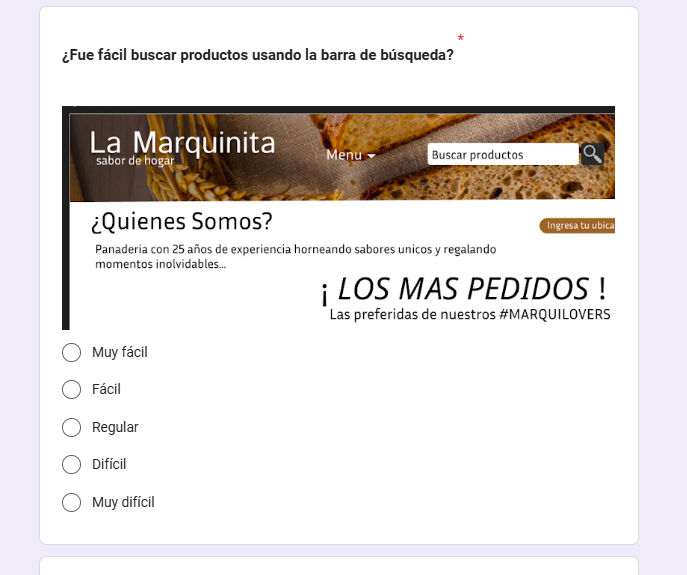 ¿Fue fácil buscar productos usando la barra de búsqueda? *
La Marquinita
sabor de hogar
Menu
Buscar productos
¿Quienes Somos?
Ingresa tu ubica
Panaderia con 25 años de experiencia horneando sabores unicos y regalando
momentos inolvidables...
¡ LOS MAS PEDIDOS !
Las preferidas de nuestros #MARQUILOVERS
Muy fácil
Fácil
Regular
Difícil
Muy difícil